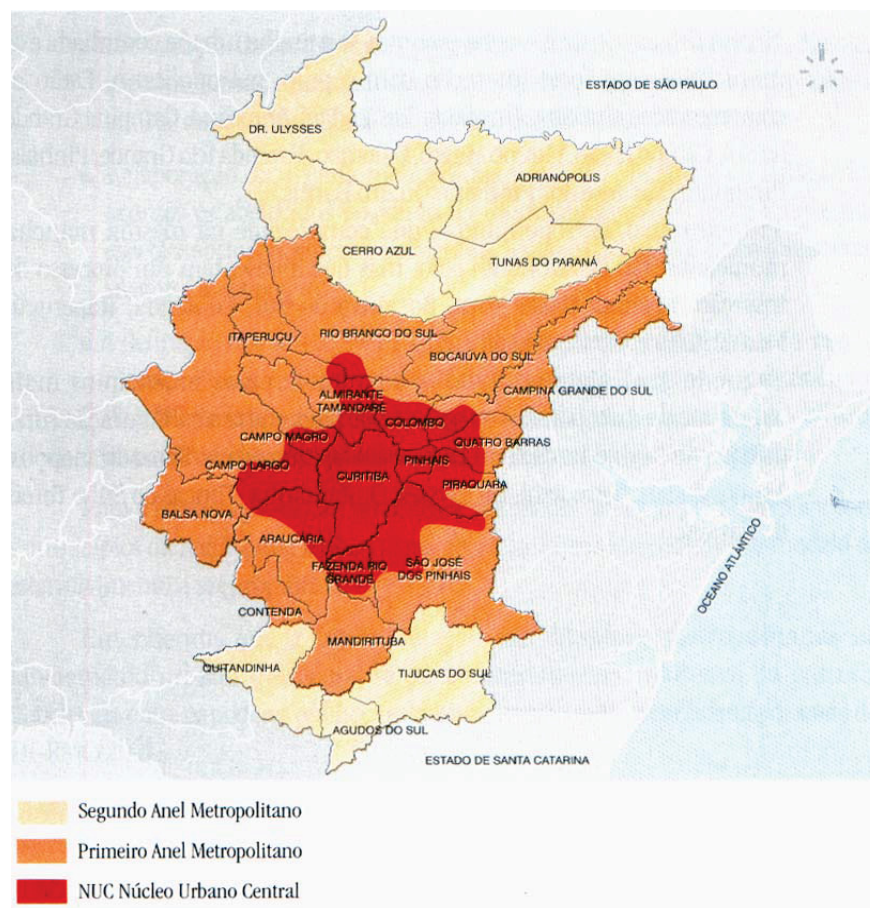 ESTADO DE SÃO PAULO
DR. ULYSSES
ADRIANÓPOLIS
CERRO AZUL
TUNAS DO PARANÁ
ITAPERUÇU
RIO BRANCO DO SUL
BOCAIÚVA DO SUL
CAMPINA GRANDE DO SUL
ALMIRANTE
TAMANDARÉ
COLOMBO
CAMPO MAGRO
QUATRO BARRAS
CAMPO LARGO
PINHAIS
CURITIBA
PIRAQUARA
BALSA NOVA
ARAUCÁRIA
FAZENDA RIO
GRANDE
SÃO JOSÉ
DOS PINHAIS
OCEANO ATLÂNTICO
CONTENDA
MANDIRITUBA
QUITANDINHA
TIJUCAS DO SUL
AGUDOS DO SUL
ESTADO DE SANTA CATARINA
Segundo Anel Metropolitano
Primeiro Anel Metropolitano
NUC Núcleo Urbano Central